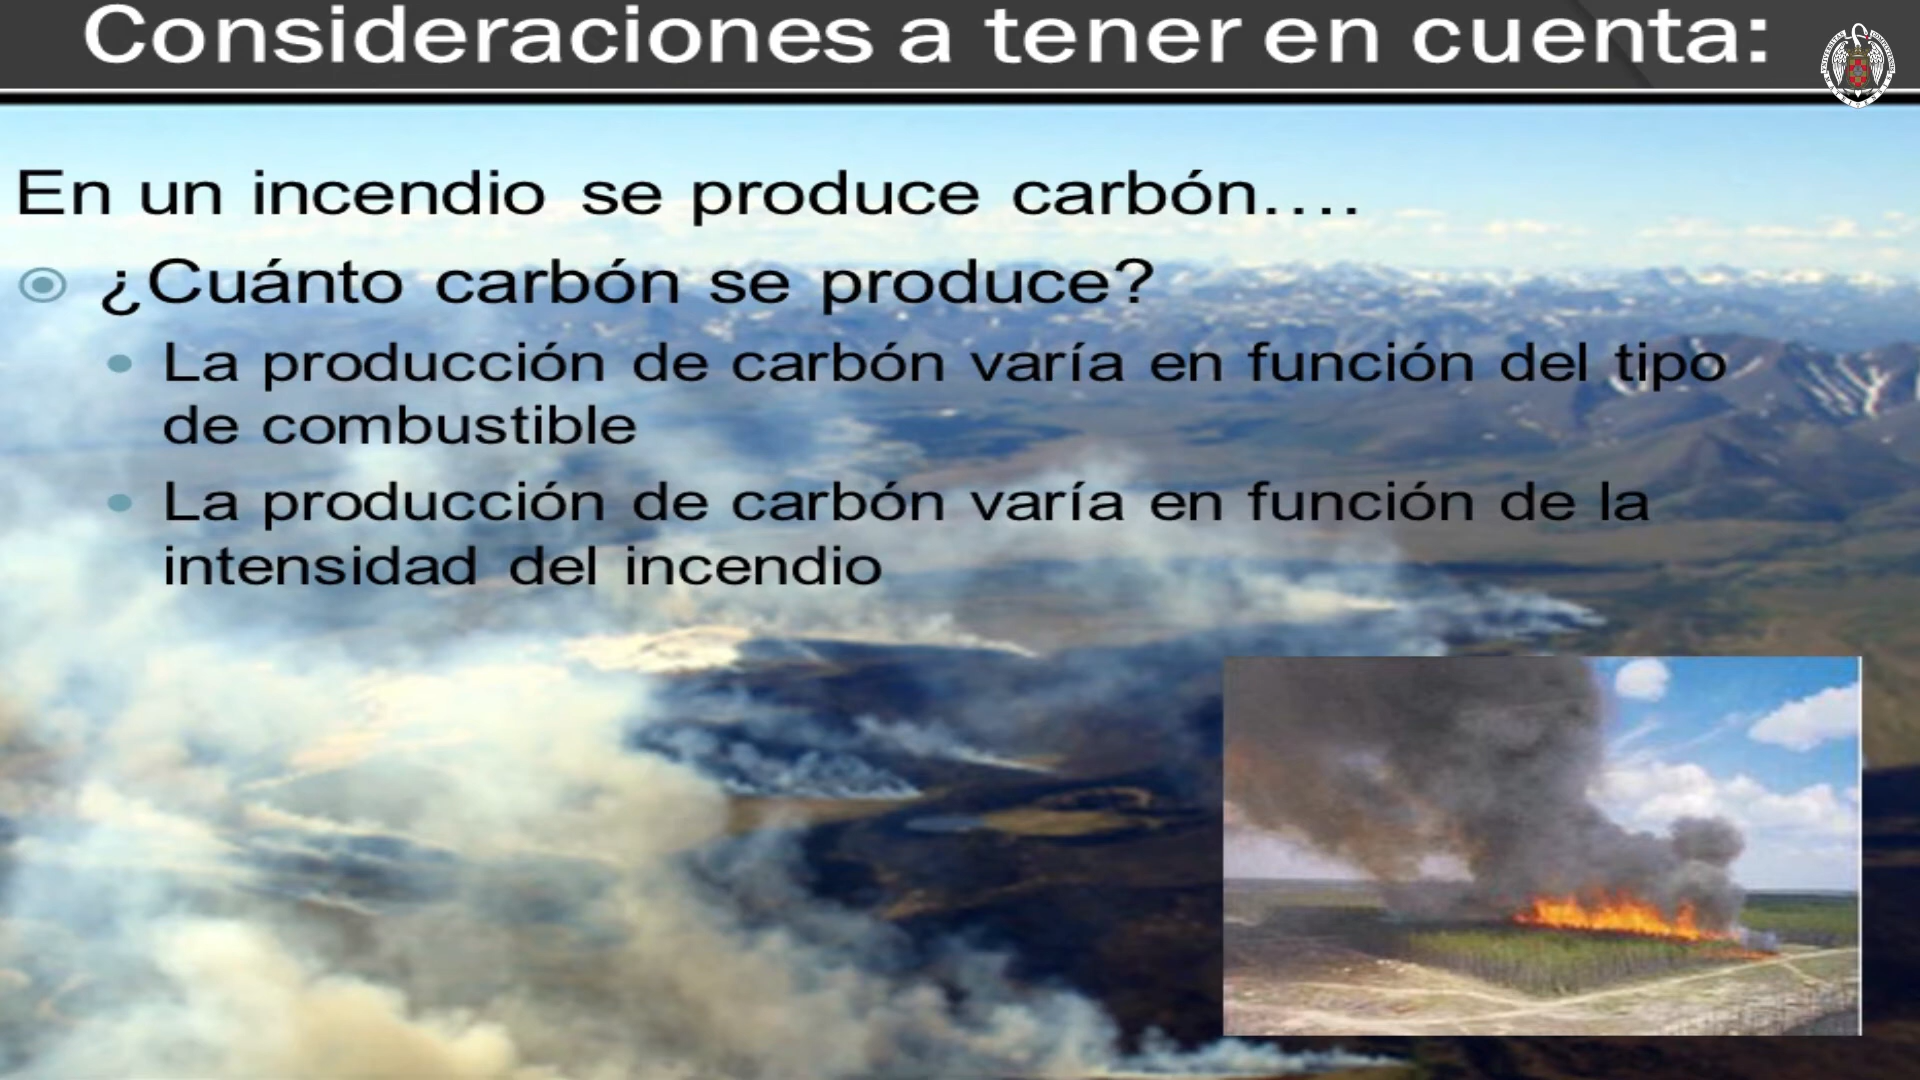 Consideraciones a tener en cuenta:
En un incendio se produce carbón....
¿Cuánto carbón se produce?
La producción de carbón varía en función del tipo
de combustible
La producción de carbón varía en función de la
intensidad del incendio